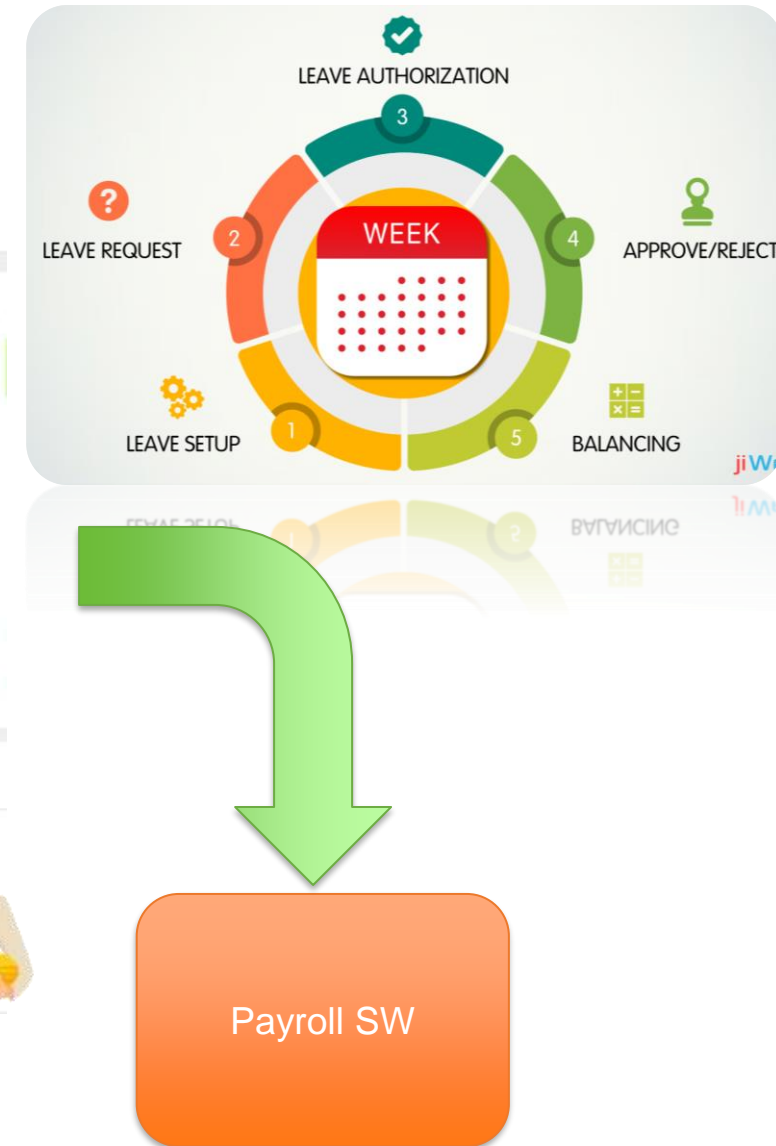 LEAVE AUTHORIZATION
3
LEAVE REQUEST
2
WEEK
4
APPROVE/REJECT
LEAVE SETUP
1
5
BALANCING
Payroll SW